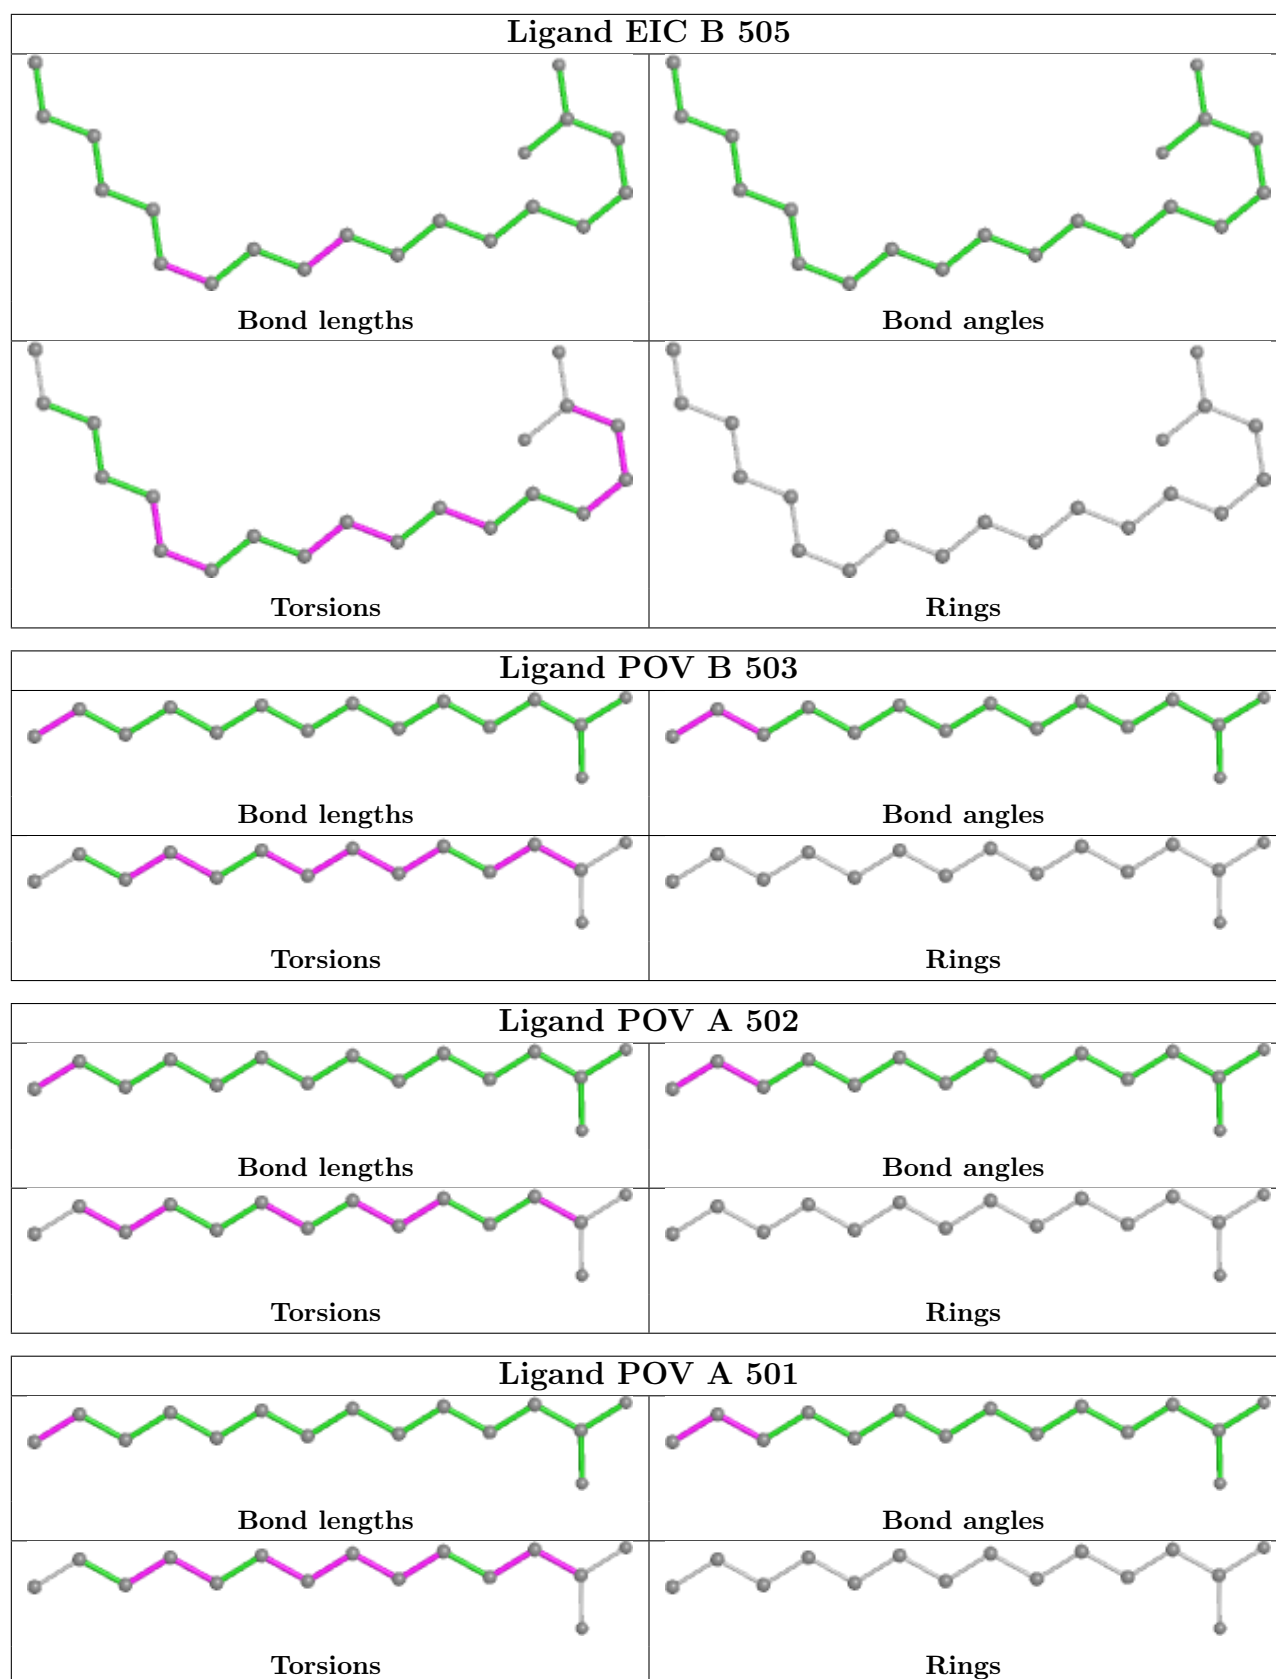 Ligand EIC B 505
Bond lengths
Bond angles
Torsions
Rings
Ligand POV B 503
Bond lengths
Bond angles
Torsions
Rings
Ligand POV A 502
Bond lengths
Bond angles
Torsions
Rings
Ligand POV A 501
Bond lengths
Bond angles
Torsions
Rings